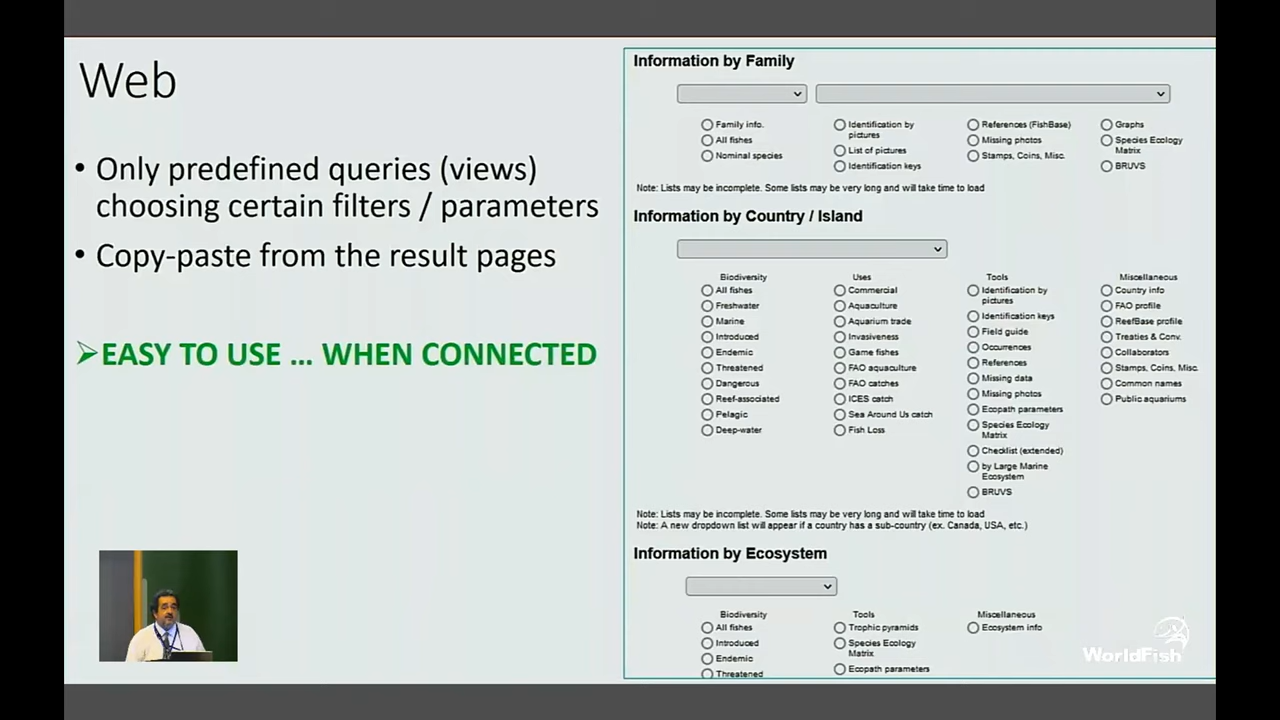 Web
• Only predefined queries (views)
choosing certain filters / parameters
• Copy-paste from the result pages
EASY TO USE ... WHEN CONNECTED
Information by Family
Family info.
All fishes
Nominal species
Identification by
pictures
List of pictures
Identification keys
References (FishBase)
Missing photos
Stamps, Coins, Misc.
Graphs
Species Ecology
Matrix
BRUVS
Note: Lists may be incomplete. Some lists may be very long and will take time to load
Information by Country / Island
Biodiversity
All fishes
Freshwater
Marine
Introduced
Endemic
Threatened
Dangerous
Reef-associated
Pelagic
Deep-water
Uses
Commercial
Aquaculture
Aquarium trade
Invasiveness
Game fishes
FAO aquaculture
FAO catches
ICES catch
Sea Around Us catch
Fish Loss
Tools
Identification by
pictures
Identification keys
Field guide
Occurrences
References
Missing data
Missing photos
Ecopath parameters
Species Ecology
Matrix
Checklist (extended)
by Large Marine
Ecosystem
BRUVS
Miscellaneous
Country info
FAO profile
ReefBase profile
Treaties & Conv.
Collaborators
Stamps, Coins, Misc.
Common names
Public aquariums
Note: Lists may be incomplete. Some lists may be very long and will take time to load
Note: A new dropdown list will appear if a country has a sub-country (ex. Canada, USA, etc.)
Information by Ecosystem
Biodiversity
All fishes
Introduced
Endemic
Threatened
Tools
Trophic pyramids
Species Ecology
Matrix
Ecopath parameters
Miscellaneous
Ecosystem info
WorldFish